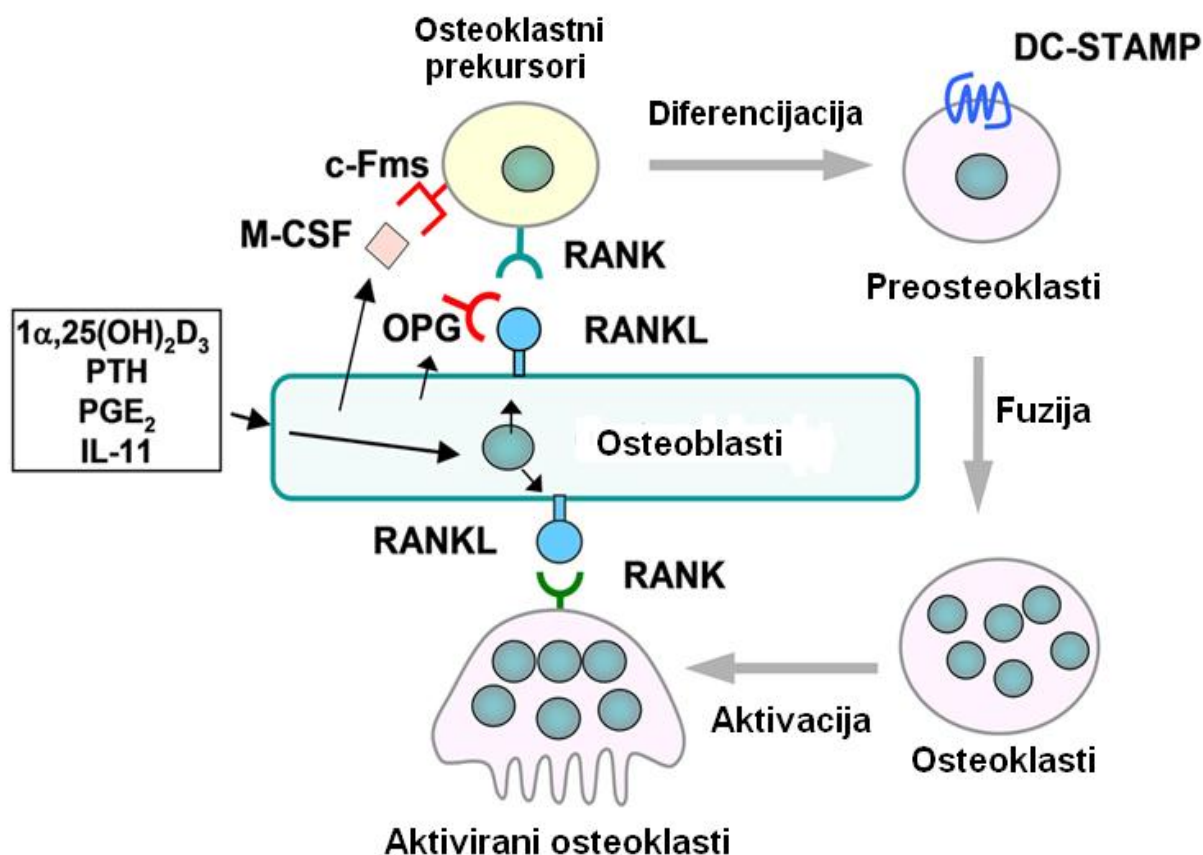 Osteoklastni
prekursori
DC-STAMP
Diferencijacija
c-Fms
M-CSF
RANK
Preosteoklasti
OPG
RANKL
1α,25(OH)₂D₃
PTH
PGE₂
IL-11
Fuzija
Osteoblasti
RANKL
RANK
Aktivacija
Osteoklasti
Aktivirani osteoklasti